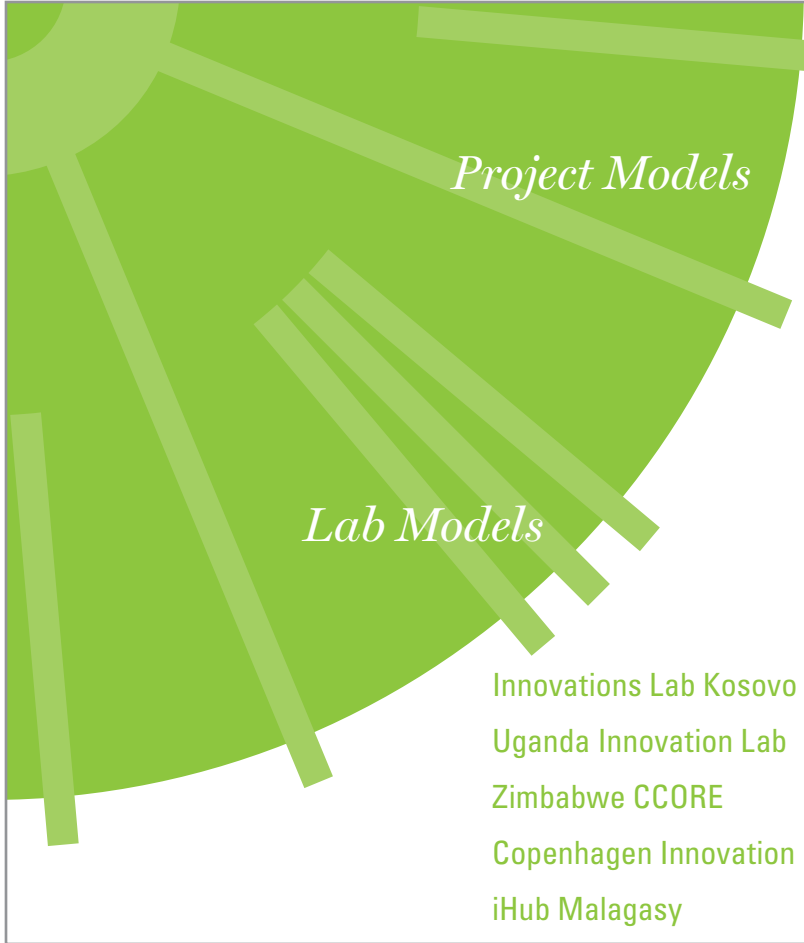 Project Models
Lab Models
Innovations Lab Kosovo
Uganda Innovation Lab
Zimbabwe CCORE
Copenhagen Innovation
iHub Malagasy